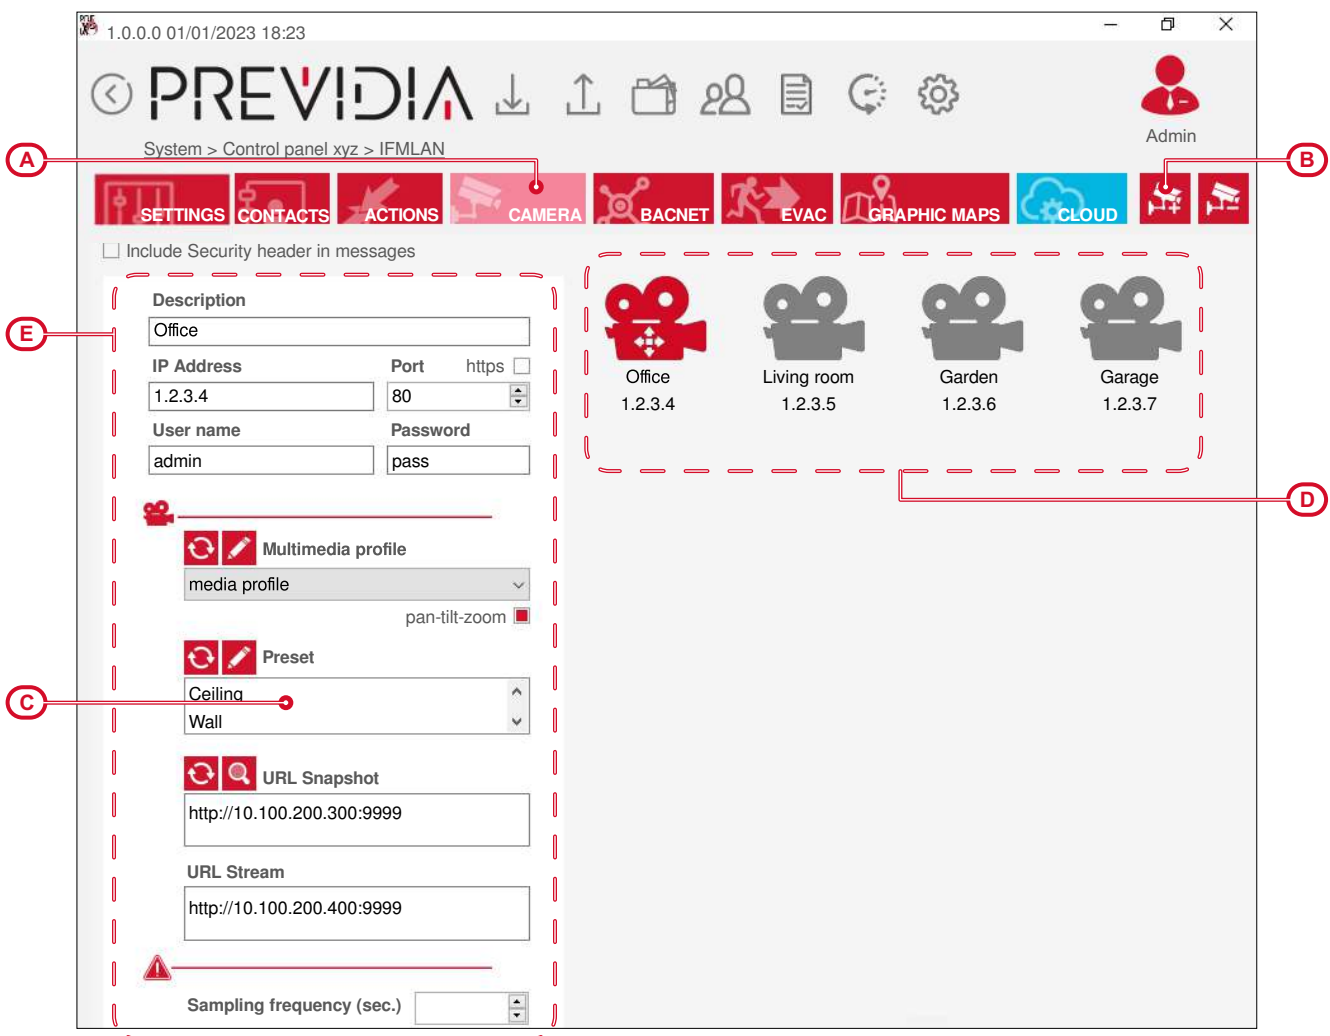 1.0.0.0 01/01/2023 18:23
PREVIDIA
Admin
System > Control panel xyz > IFMLAN
A
B
SETTINGS CONTACTS ACTIONS CAMERA BACNET EVAC GRAPHIC MAPS CLOUD
Include Security header in messages
Description
Office
E
IP Address Port https
1.2.3.4 80
User name Password
admin pass
Office Living room Garden Garage
1.2.3.4 1.2.3.5 1.2.3.6 1.2.3.7
D
Multimedia profile
media profile
pan-tilt-zoom
Preset
Ceiling
C
Wall
URL Snapshot
http://10.100.200.300:9999
URL Stream
http://10.100.200.400:9999
Sampling frequency (sec.)